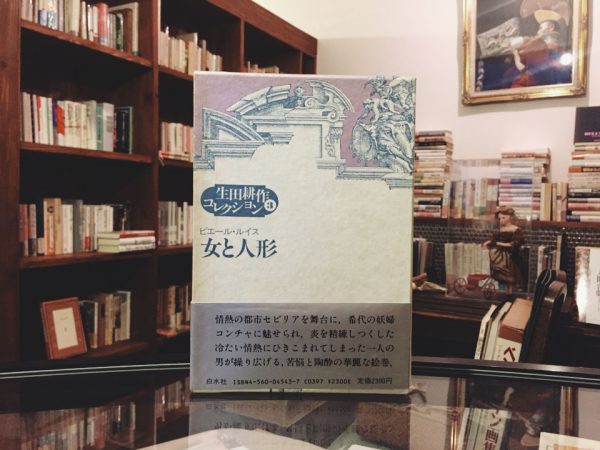 生田耕作
コレクション3
ピエール・ルイス
女と人形
情熱の都市セビリアを舞台に、希代の妖婦
コンチャに魅せられ、炎を精練しつくした
冷たい情熱にひきこまれてしまった一人の
男が繰り広げる、苦悩と陶酔の華麗な絵巻。
白水社 ISBN4-560-04543-7 C0397 ¥2300E 定価2300円